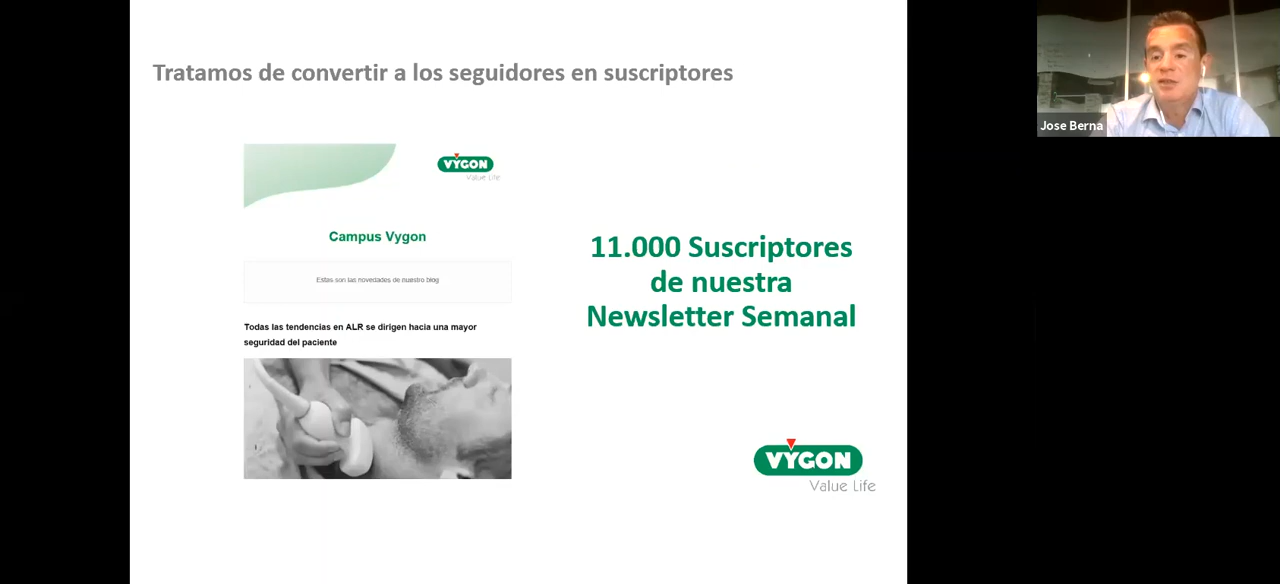 Tratamos de convertir a los seguidores en suscriptores
VYGON
Value Life
Campus Vygon
Estas son las novedades de nuestro blog
Todas las tendencias en ALR se dirigen hacia una mayor
seguridad del paciente
11.000 Suscriptores
de nuestra
Newsletter Semanal
VYGON
Value Life
Jose Berna